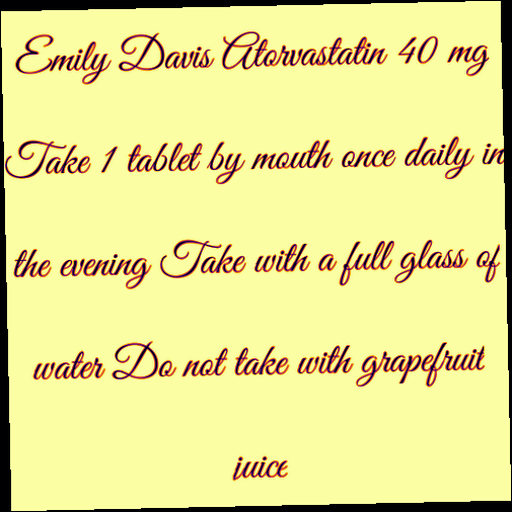 Emily Davis Atorvastatin 40 mg
Take 1 tablet by mouth once daily in
the evening Take with a full glass of
water Do not take with grapefruit
juice